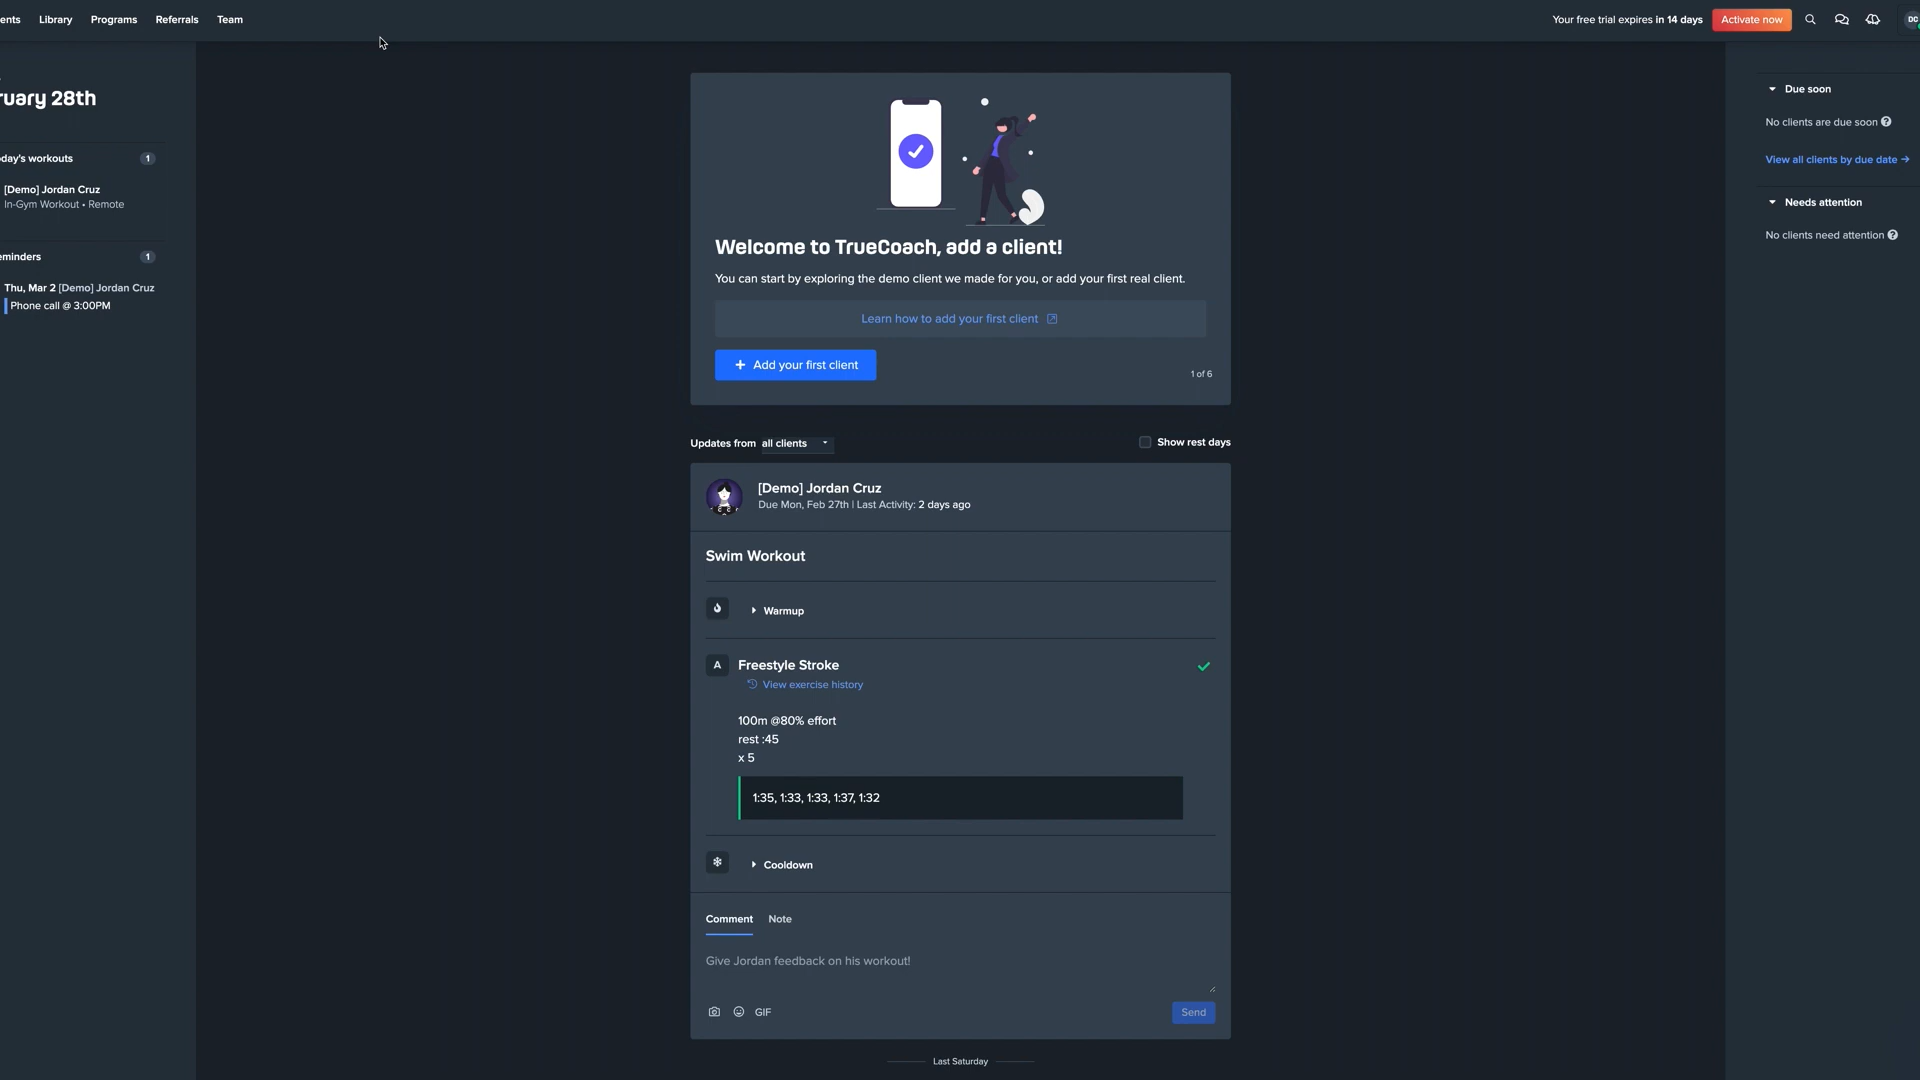 ents Library Programs Referrals Team
Your free trial expires in 14 days Activate now DC
ruary 28th
oday's workouts 1
[Demo] Jordan Cruz
In-Gym Workout • Remote
eminders 1
Thu, Mar 2 [Demo] Jordan Cruz
Phone call @ 3:00PM
Welcome to TrueCoach, add a client!
You can start by exploring the demo client we made for you, or add your first real client.
Learn how to add your first client
+ Add your first client
1 of 6
Updates from all clients
Show rest days
[Demo] Jordan Cruz
Due Mon, Feb 27th | Last Activity: 2 days ago
Swim Workout
Warmup
A Freestyle Stroke
View exercise history
100m @80% effort
rest :45
x 5
1:35, 1:33, 1:33, 1:37, 1:32
Cooldown
Comment Note
Give Jordan feedback on his workout!
GIF
Send
Last Saturday
Due soon
No clients are due soon ?
View all clients by due date →
Needs attention
No clients need attention ?